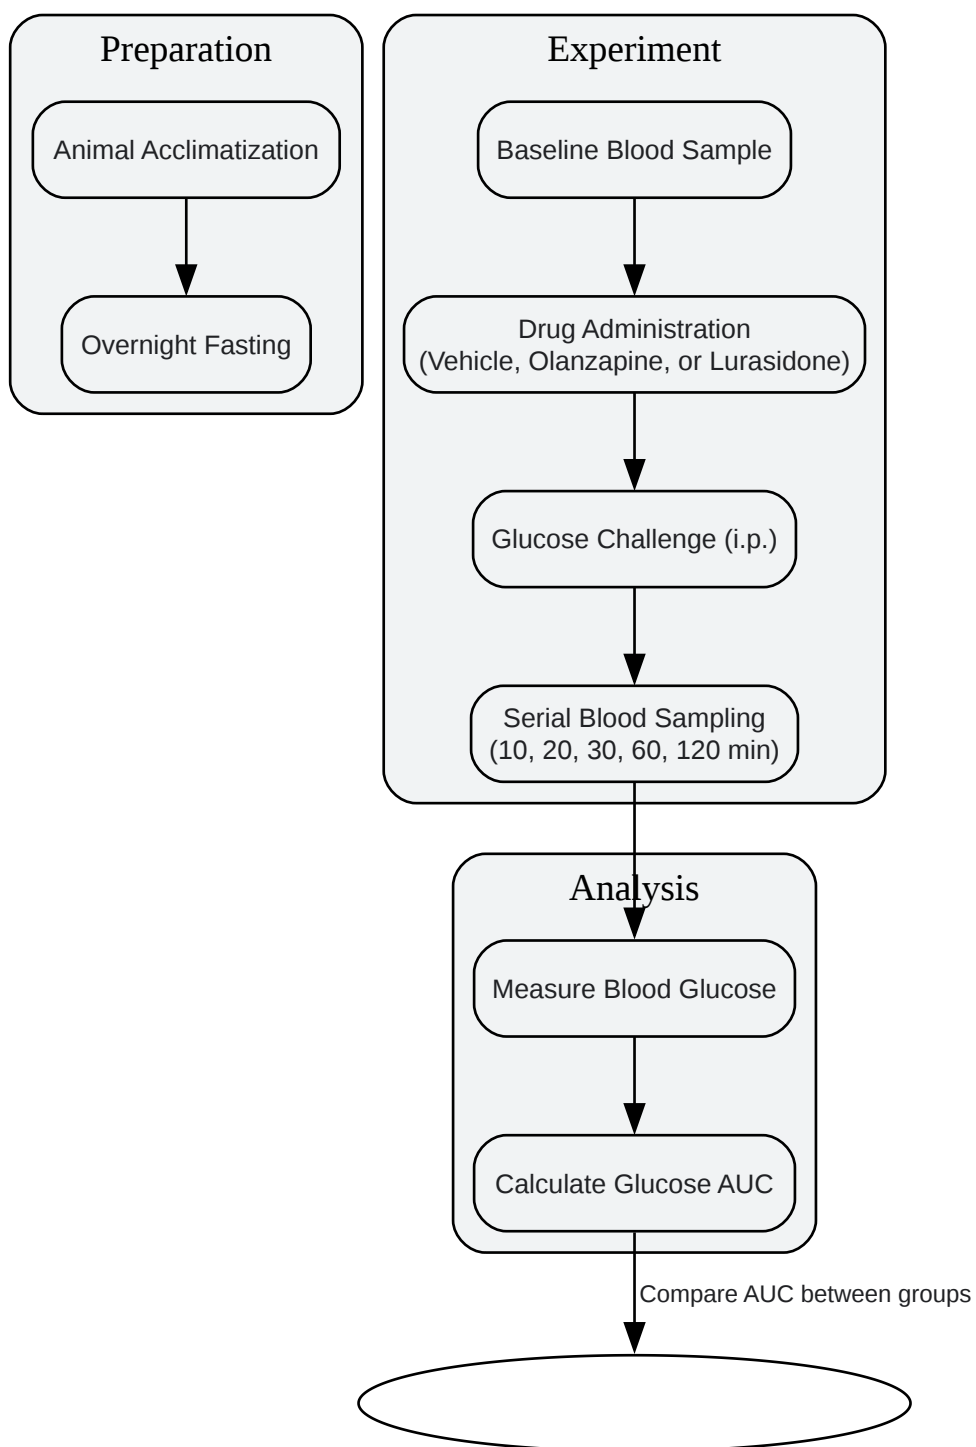 Preparation
Animal Acclimatization
Overnight Fasting
Experiment
Baseline Blood Sample
Drug Administration
(Vehicle, Olanzapine, or Lurasidone)
Glucose Challenge (i.p.)
Serial Blood Sampling
(10, 20, 30, 60, 120 min)
Analysis
Measure Blood Glucose
Calculate Glucose AUC
Compare AUC between groups